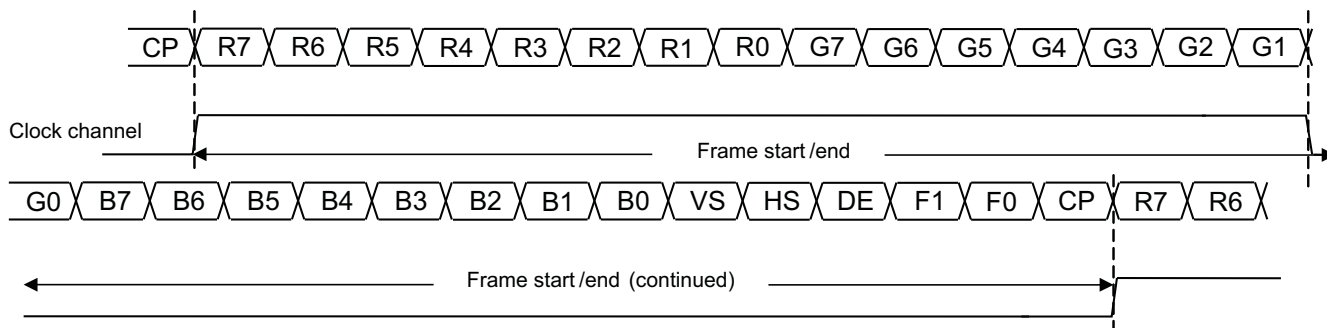 CP R7 R6 R5 R4 R3 R2 R1 R0 G7 G6 G5 G4 G3 G2 G1
Clock channel
Frame start/end
G0 B7 B6 B5 B4 B3 B2 B1 B0 VS HS DE F1 F0 CP R7 R6
Frame start/end (continued)